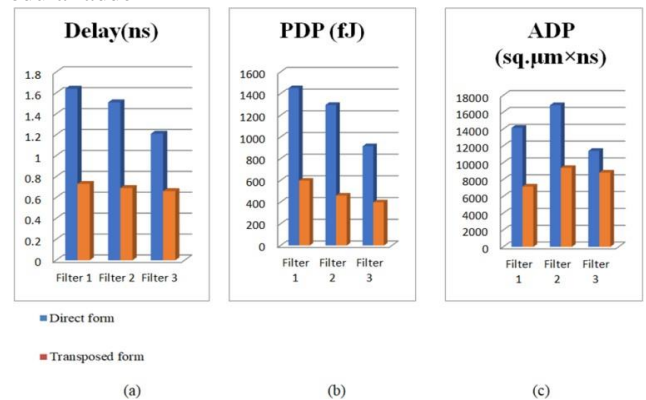 Delay(ns)
1.8
1.6
1.4
1.2
1
0.8
0.6
0.4
0.2
0
Filter 1 Filter 2 Filter 3
PDP (fJ)
1600
1400
1200
1000
800
600
400
200
0
Filter Filter Filter
1 2 3
ADP
(sq.μm×ns)
18000
16000
14000
12000
10000
8000
6000
4000
2000
0
Filter Filter Filter
1 2 3
Direct form
Transposed form
(a) (b) (c)